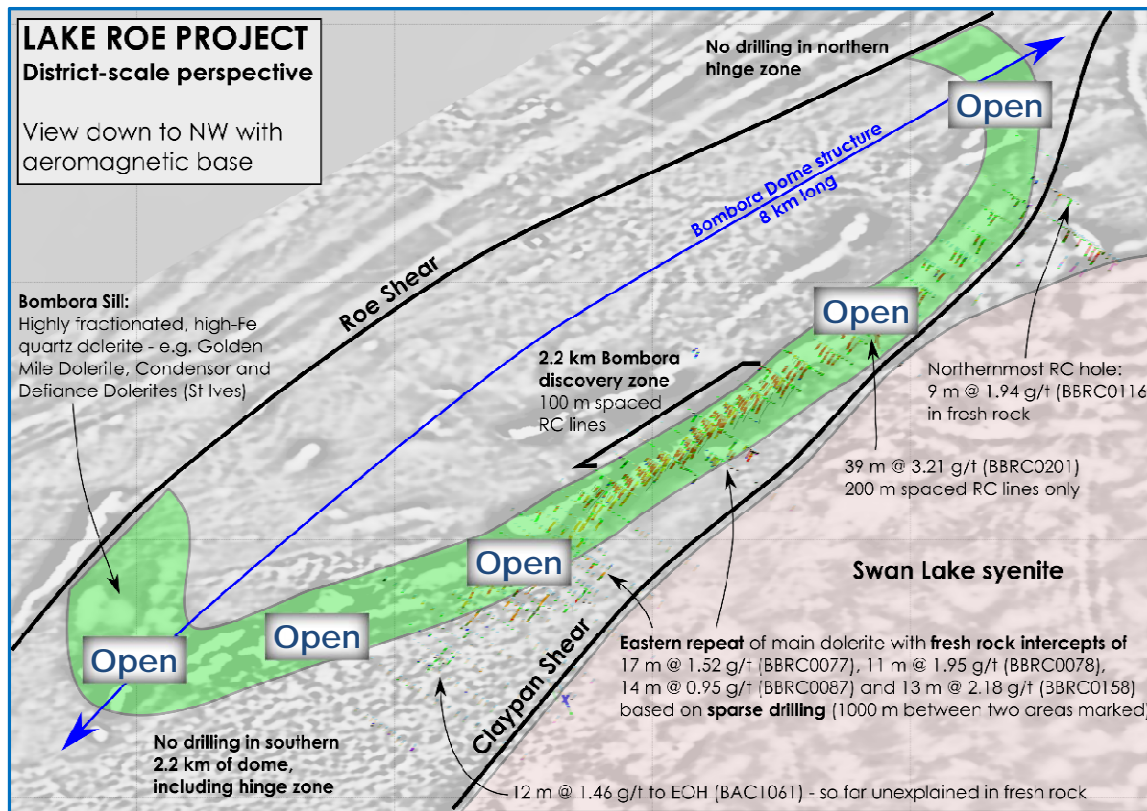 LAKE ROE PROJECT
District-scale perspective
View down to NW with
aeromagnetic base
No drilling in northern
hinge zone
Open
Bombora Dome structure
8 km long
Roe Shear
Bombora Sill:
Highly fractionated, high-Fe
quartz dolerite - e.g. Golden
Mile Dolerite, Condensor and
Defiance Dolerites (St Ives)
Open
2.2 km Bombora
discovery zone
100 m spaced
RC lines
Northernmost RC hole:
9 m @ 1.94 g/t (BBRC0116)
in fresh rock
39 m @ 3.21 g/t (BBRC0201)
200 m spaced RC lines only
Open
Swan Lake syenite
Open
Open
Claypan Shear
Eastern repeat of main dolerite with fresh rock intercepts of
17 m @ 1.52 g/t (BBRC0077), 11 m @ 1.95 g/t (BBRC0078),
14 m @ 0.95 g/t (BBRC0087) and 13 m @ 2.18 g/t (BBRC0158)
based on sparse drilling (1000 m between two areas marked)
No drilling in southern
2.2 km of dome,
including hinge zone
12 m @ 1.46 g/t to EOH (BAC1061) - so far unexplained in fresh rock